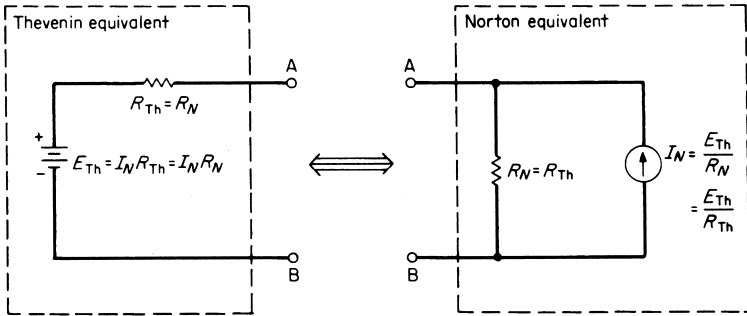 Thevenin equivalent
A
R_Th = R_N
+
E_Th = I_N R_Th = I_N R_N
−
B
Norton equivalent
A
R_N = R_Th
I_N = E_Th / R_N
= E_Th / R_Th
B